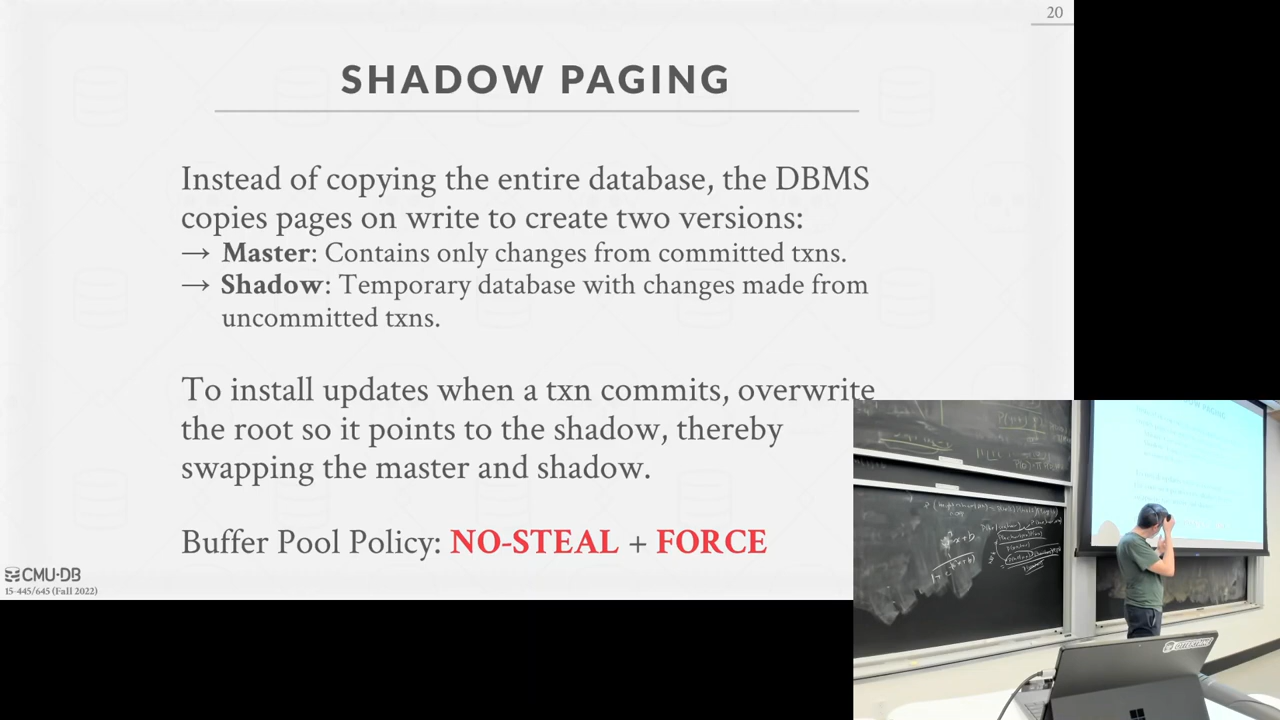 20
SHADOW PAGING
Instead of copying the entire database, the DBMS
copies pages on write to create two versions:
→ Master: Contains only changes from committed txns.
→ Shadow: Temporary database with changes made from
uncommitted txns.
To install updates when a txn commits, overwrite
the root so it points to the shadow, thereby
swapping the master and shadow.
Buffer Pool Policy: NO-STEAL + FORCE
CMU·DB
15-445/645 (Fall 2022)